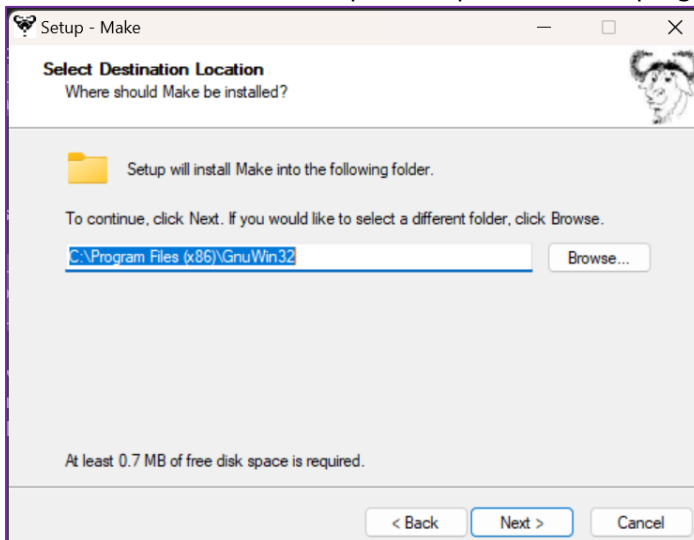 Setup - Make
Select Destination Location
Where should Make be installed?
Setup will install Make into the following folder.
To continue, click Next. If you would like to select a different folder, click Browse.
C:\Program Files (x86)\GnuWin32
Browse...
At least 0.7 MB of free disk space is required.
< Back Next > Cancel